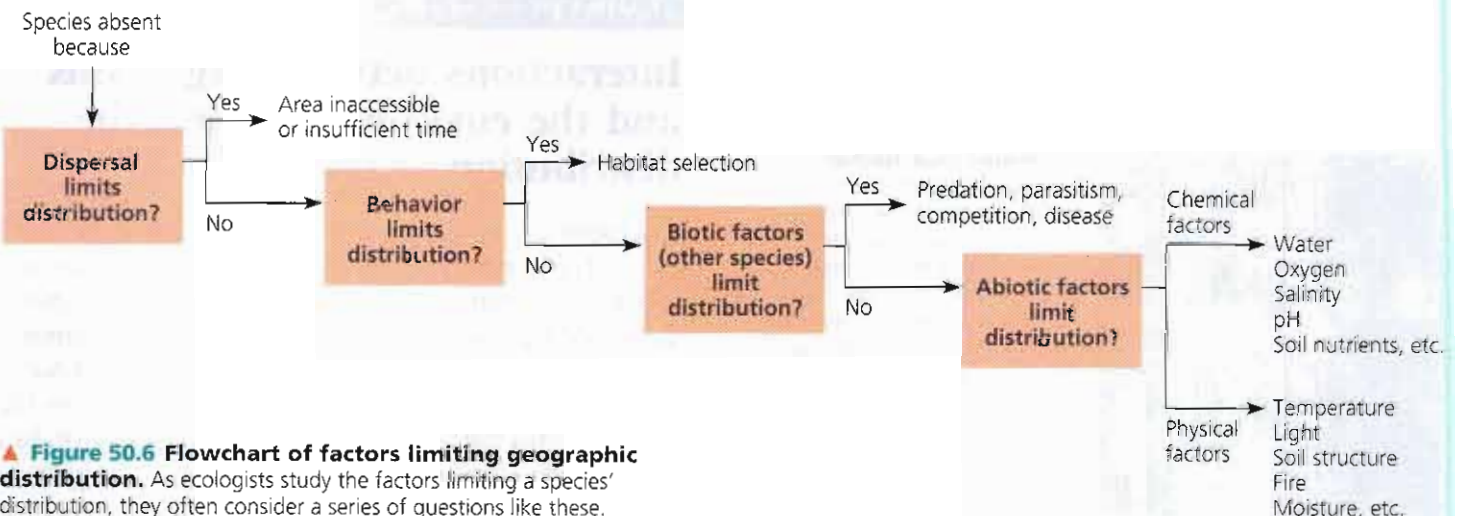 Species absent
because
Dispersal
limits
distribution?
Yes
Area inaccessible
or insufficient time
No
Behavior
limits
distribution?
Yes
Habitat selection
No
Biotic factors
(other species)
limit
distribution?
Yes
Predation, parasitism,
competition, disease
No
Abiotic factors
limit
distribution?
Chemical
factors
Water
Oxygen
Salinity
pH
Soil nutrients, etc.
Physical
factors
Temperature
Light
Soil structure
Fire
Moisture, etc.
▲ Figure 50.6 Flowchart of factors limiting geographic
distribution. As ecologists study the factors limiting a species'
distribution, they often consider a series of questions like these.